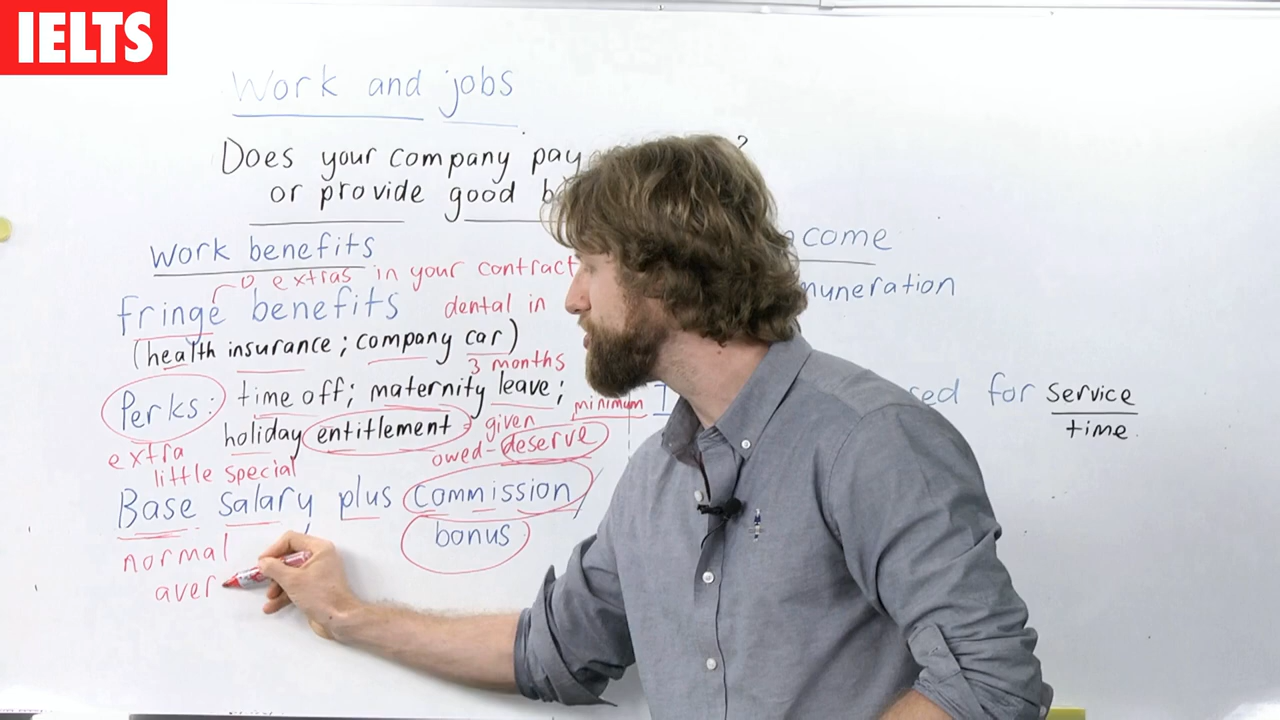 IELTS
Work and jobs
Does your company pay ?
or provide good b
work benefits
extras in your contract
fringe benefits dental in
(health insurance ; company car)
3 months
Perks: time off; maternity leave;
minimum
holiday entitlement given
owed - deserve
extra
little special
Base salary plus commission /
bonus
normal
aver
ncome
muneration
I red for service
time